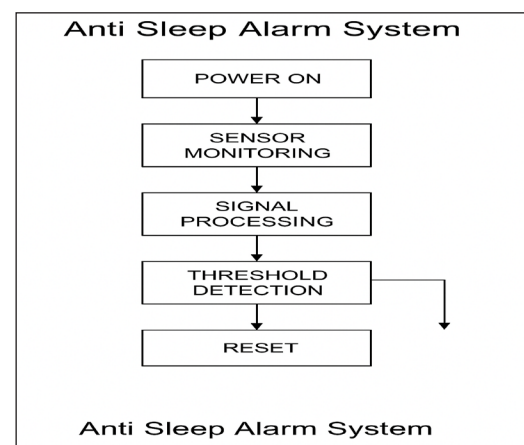 Anti Sleep Alarm System
POWER ON
SENSOR
MONITORING
SIGNAL
PROCESSING
THRESHOLD
DETECTION
RESET
Anti Sleep Alarm System